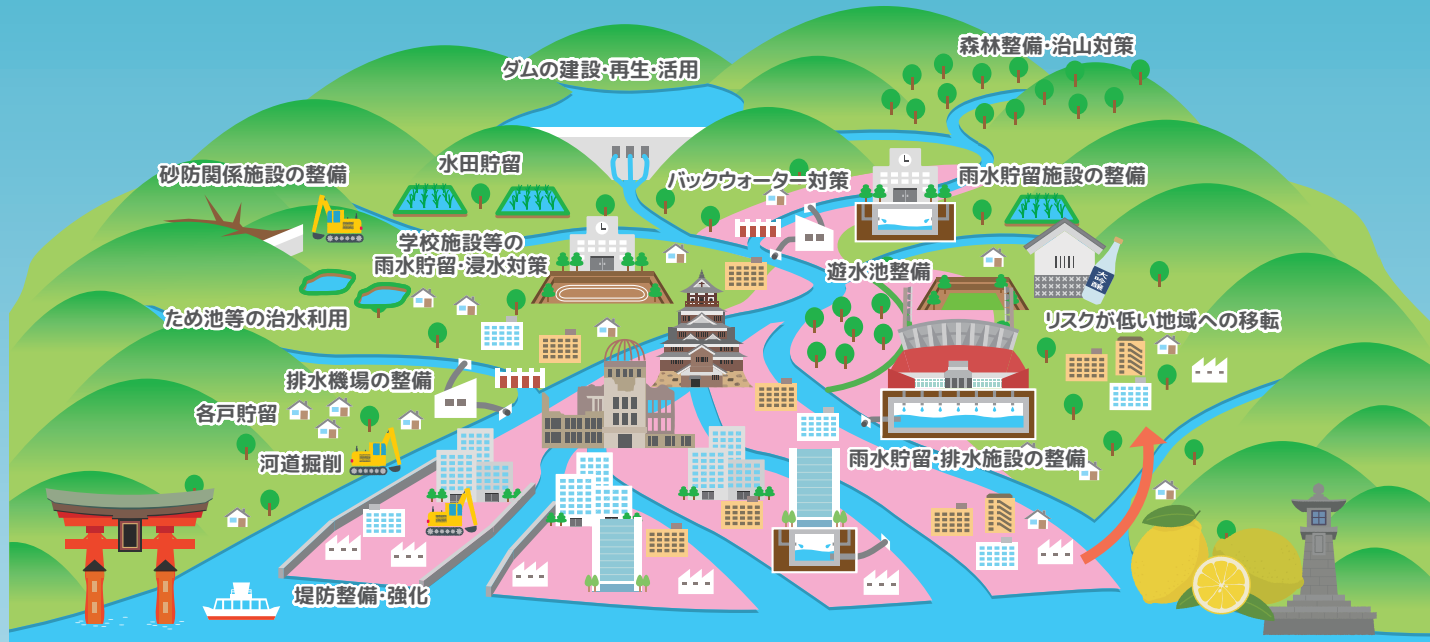 森林整備・治山対策
ダムの建設・再生・活用
水田貯留
砂防関係施設の整備
バックウォーター対策
雨水貯留施設の整備
学校施設等の
雨水貯留・浸水対策
遊水池整備
ため池等の治水利用
リスクが低い地域への移転
排水機場の整備
各戸貯留
河道掘削
雨水貯留・排水施設の整備
堤防整備・強化